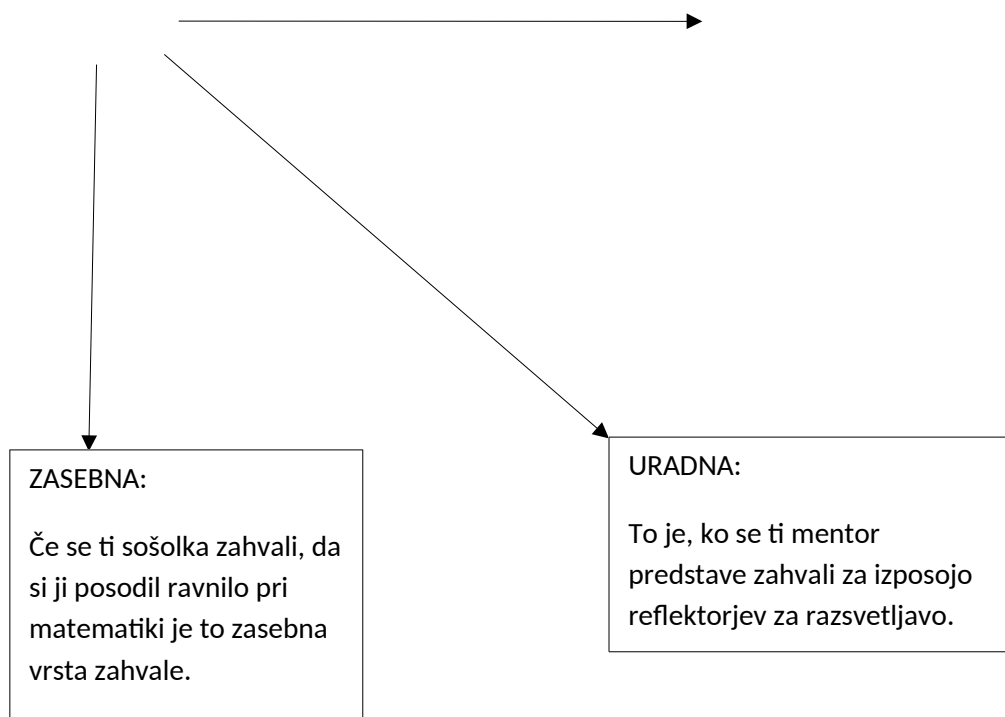 ZASEBNA:
Če se ti sošolka zahvali, da
si ji posodil ravnilo pri
matematiki je to zasebna
vrsta zahvale.
URADNA:
To je, ko se ti mentor
predstave zahvali za izposojo
reflektorjev za razsvetljavo.